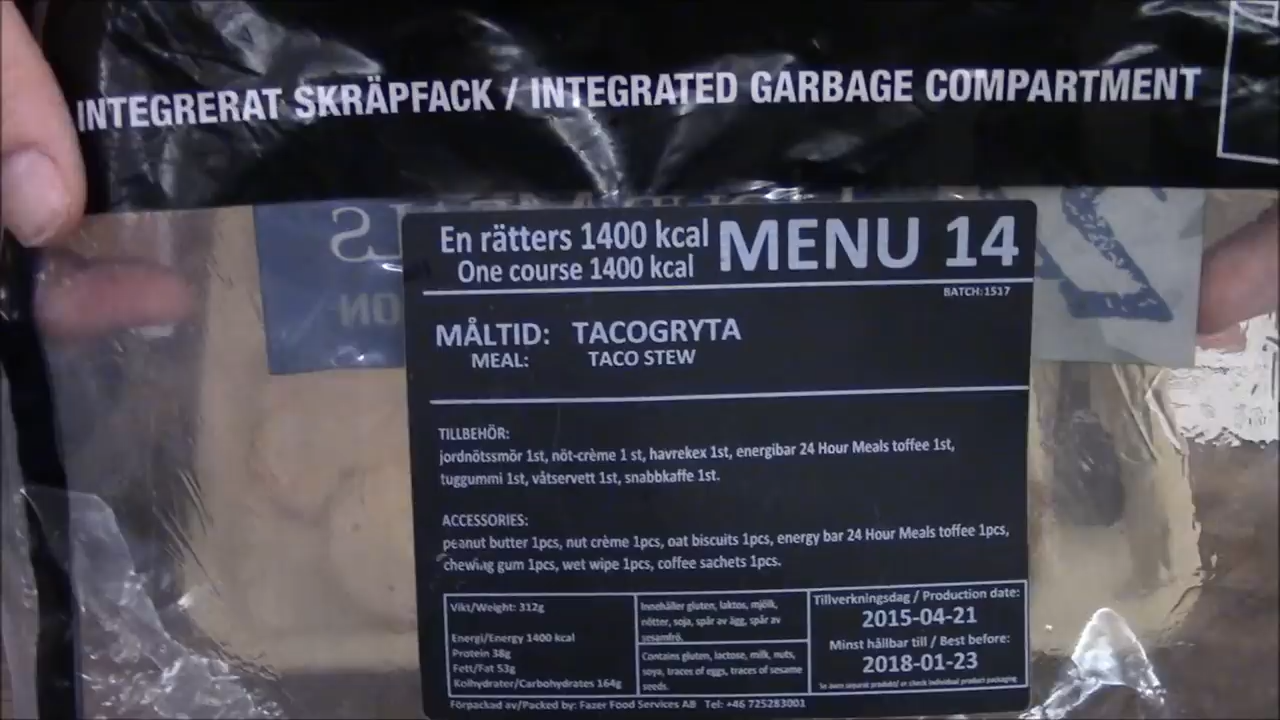 INTEGRERAT SKRÄPFACK / INTEGRATED GARBAGE COMPARTMENT
En rätters 1400 kcal MENU 14
One course 1400 kcal
BATCH:1517
MÅLTID: TACOGRYTA
MEAL: TACO STEW
TILLBEHÖR:
jordnötssmör 1st, nöt-crème 1 st, havrekex 1st, energibar 24 Hour Meals toffee 1st,
tuggummi 1st, våtservett 1st, snabbkaffe 1st.
ACCESSORIES:
peanut butter 1pcs, nut crème 1pcs, oat biscuits 1pcs, energy bar 24 Hour Meals toffee 1pcs,
chewing gum 1pcs, wet wipe 1pcs, coffee sachets 1pcs.
Vikt/Weight: 312g
Energi/Energy 1400 kcal
Protein 38g
Fett/Fat 53g
Kolhydrater/Carbohydrates 164g
Innehåller gluten, laktos, mjölk,
nötter, soja, spår av ägg, spår av
sesamfrö.
Contains gluten, lactose, milk, nuts,
soya, traces of eggs, traces of sesame
seeds.
Tillverkningsdag / Production date:
2015-04-21
Minst hållbar till / Best before:
2018-01-23
Se även separat produkt/ or check individual product packaging
Förpackad av/Packed by: Fazer Food Services AB Tel: +46 725283001